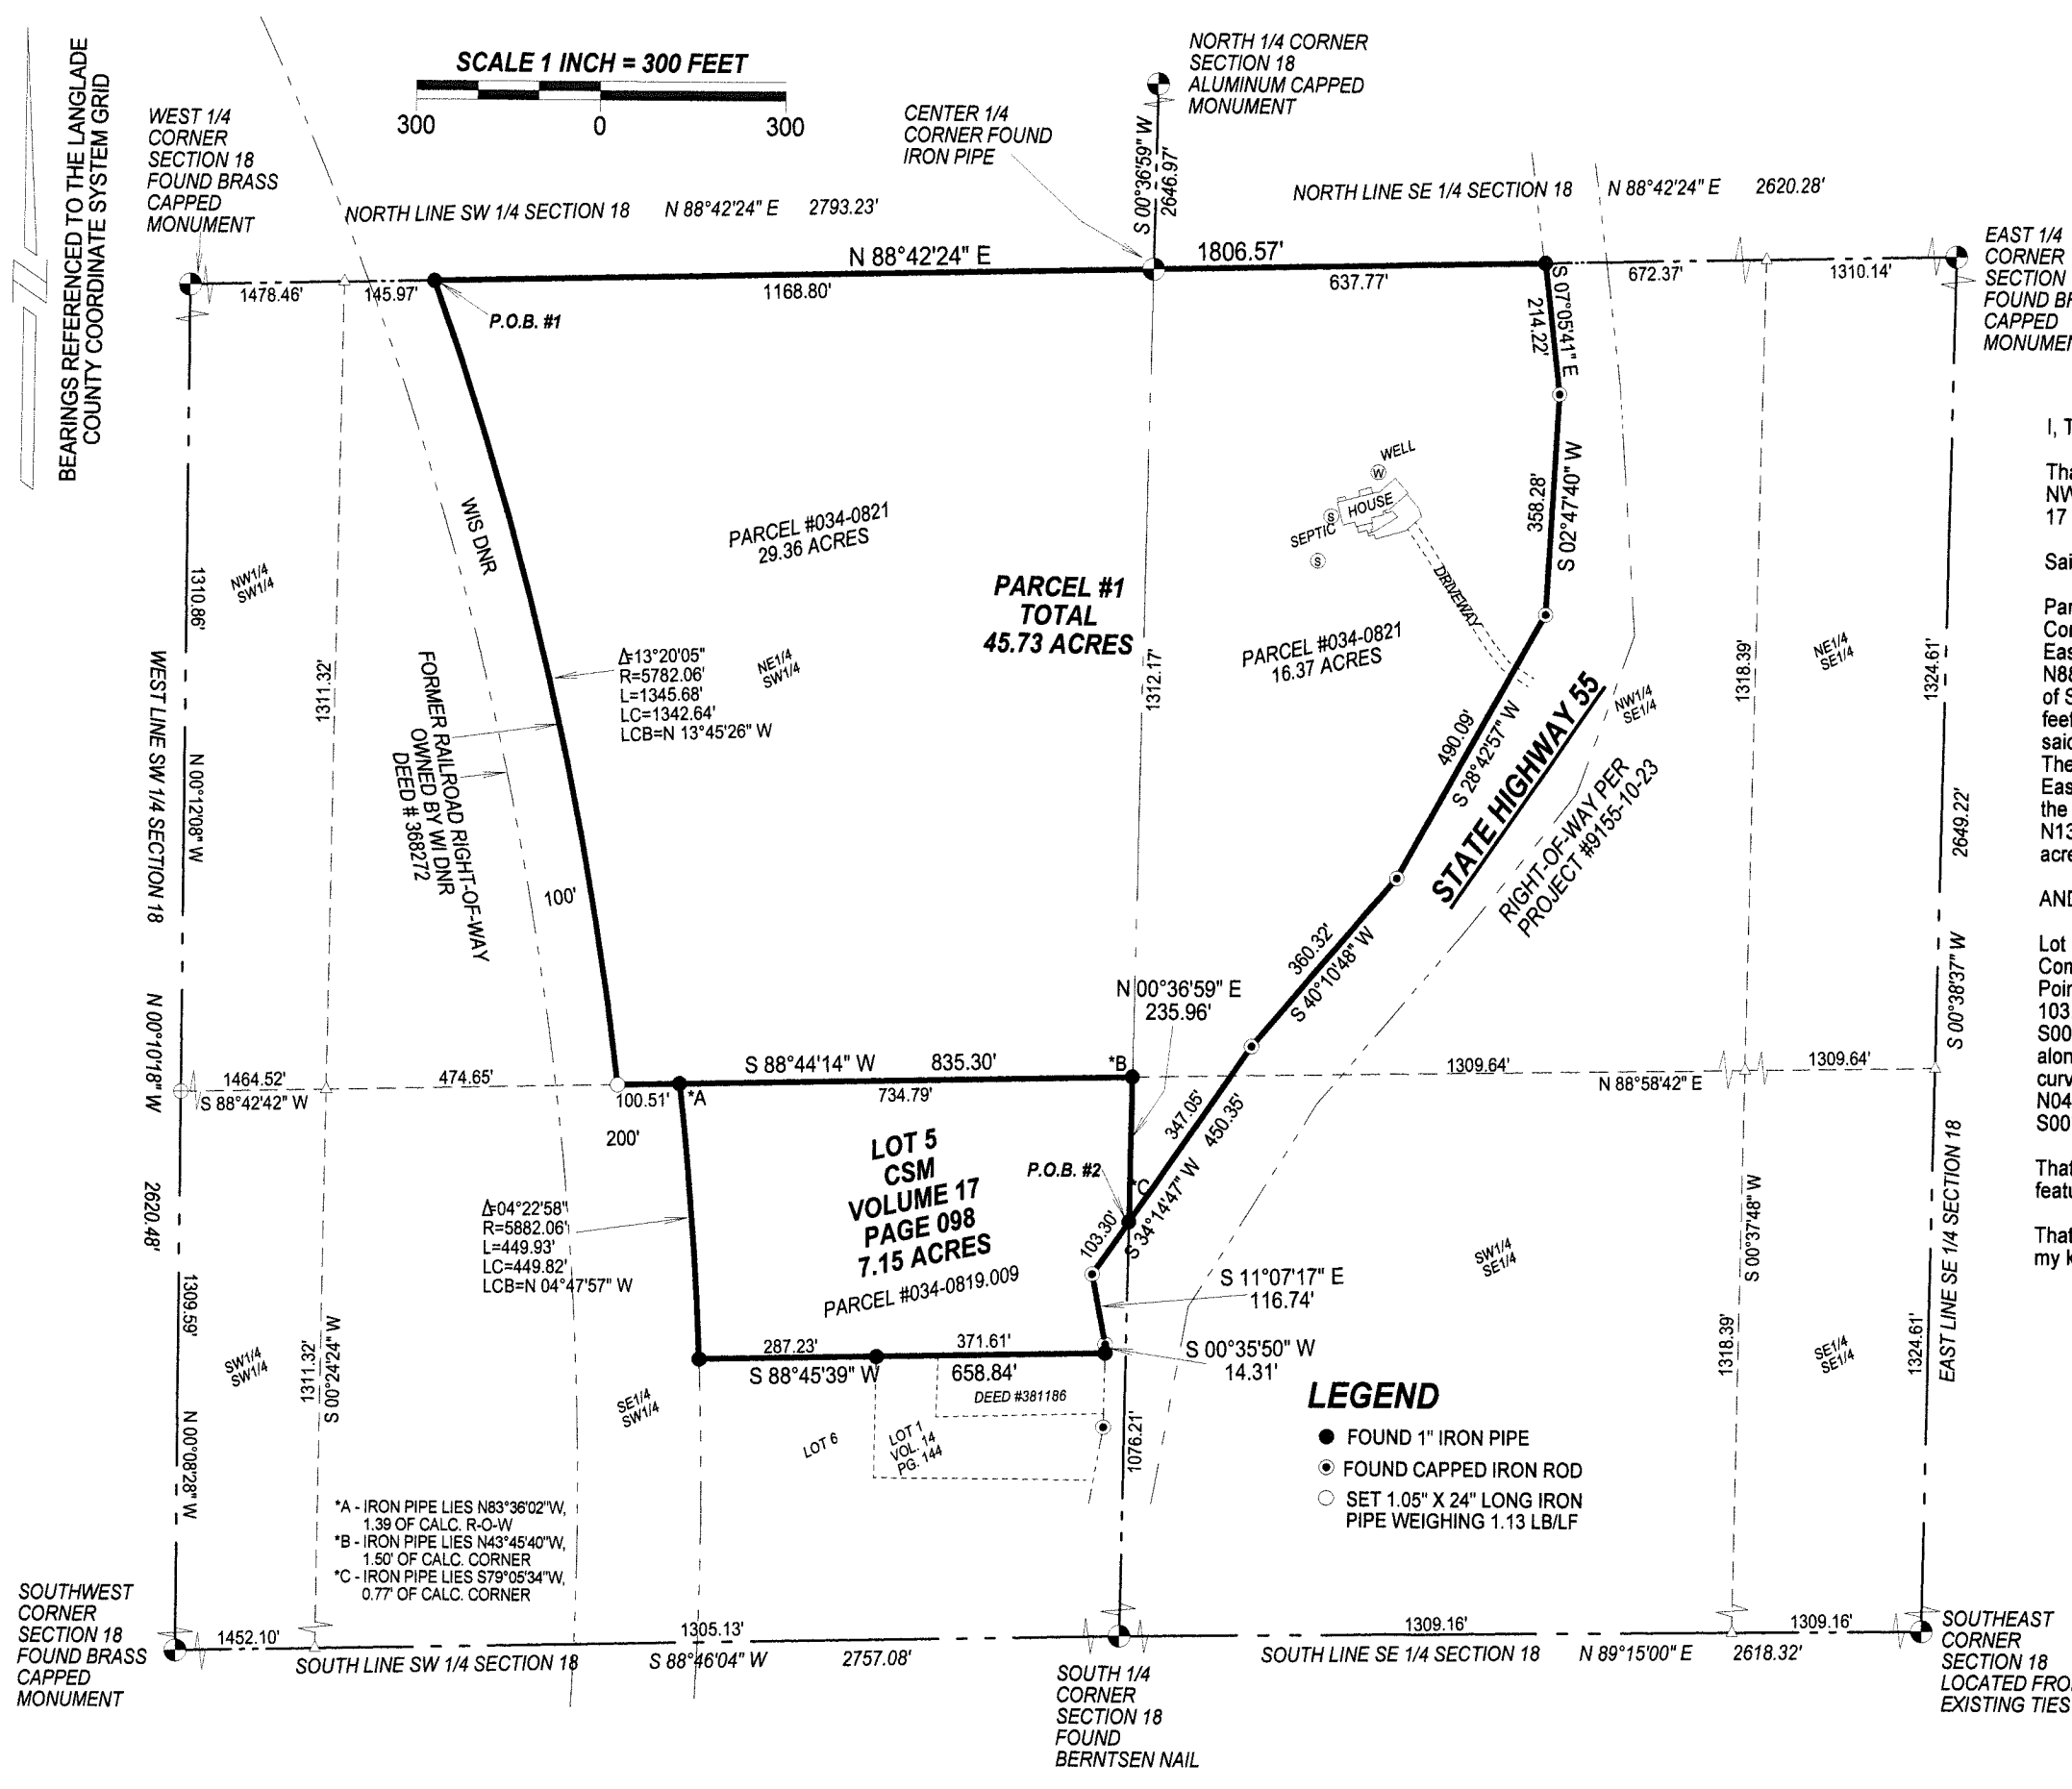 BEARINGS REFERENCED TO THE LANGLADE
COUNTY COORDINATE SYSTEM GRID
SCALE 1 INCH = 300 FEET
300
0
300
WEST 1/4
CORNER
SECTION 18
FOUND BRASS
CAPPED
MONUMENT
CENTER 1/4
CORNER FOUND
IRON PIPE
NORTH 1/4 CORNER
SECTION 18
ALUMINUM CAPPED
MONUMENT
S 00°36'59" W
2646.97'
NORTH LINE SW 1/4 SECTION 18 N 88°42'24" E 2793.23'
NORTH LINE SE 1/4 SECTION 18 N 88°42'24" E 2620.28'
EAST 1/4
CORNER
SECTION
CAPPED
N 88°42'24" E
1806.57'
1478.46'
145.97'
1168.80'
637.77'
672.37'
1310.14'
P.O.B. #1
S 07°05'41" E
214.22'
358.28'
S 02°47'40" W
WELL
W
HOUSE
SEPTIC
S
S
DRIVEWAY
WIS DNR
PARCEL #034-0821
29.36 ACRES
PARCEL #1
TOTAL
45.73 ACRES
PARCEL #034-0821
16.37 ACRES
NW1/4
SW1/4
NE1/4
SW1/4
NW1/4
SE1/4
NE1/4
SE1/4
1310.86'
N 00°12'08" W
WEST LINE SW 1/4 SECTION 18
1311.32'
1312.17'
1318.39'
1324.61'
2649.22'
Δ=13°20'05"
R=5782.06'
L=1345.68'
LC=1342.64'
LCB=N 13°45'26" W
FORMER RAILROAD RIGHT-OF-WAY
OWNED BY WI DNR
DEED # 368272
100'
490.09'
S 28°42'57" W
STATE HIGHWAY 55
RIGHT-OF-WAY PER
PROJECT #9155-10-23
360.32'
S 40°10'48" W
N 00°36'59" E
235.96'
N 00°10'18" W
2620.48'
S 00°38'37" W
EAST LINE SE 1/4 SECTION 18
1464.52'
S 88°42'42" W
474.65'
S 88°44'14" W
835.30'
*B
100.51'
*A
734.79'
1309.64'
N 88°58'42" E
1309.64'
200'
347.05'
450.35'
S 34°14'47" W
LOT 5
CSM
VOLUME 17
PAGE 098
7.15 ACRES
PARCEL #034-0819.009
P.O.B. #2
*C
103.30'
Δ=04°22'58"
R=5882.06'
L=449.93'
LC=449.82'
LCB=N 04°47'57" W
S 11°07'17" E
116.74'
S 00°35'50" W
14.31'
SW1/4
SE1/4
S 00°37'48" W
1309.59'
N 00°08'28" W
SW1/4
SW1/4
1311.32'
S 00°24'24" W
SE1/4
SW1/4
287.23'
371.61'
S 88°45'39" W
658.84'
DEED #381186
LOT 6
LOT 1
VOL. 14
PG. 144
1076.21'
1318.39'
SE1/4
SE1/4
1324.61'
LEGEND
FOUND 1" IRON PIPE
FOUND CAPPED IRON ROD
SET 1.05" X 24" LONG IRON
PIPE WEIGHING 1.13 LB/LF
*A - IRON PIPE LIES N83°36'02"W,
1.39 OF CALC. R-O-W
*B - IRON PIPE LIES N43°45'40"W,
1.50' OF CALC. CORNER
*C - IRON PIPE LIES S79°05'34"W,
0.77' OF CALC. CORNER
SOUTHWEST
CORNER
SECTION 18
FOUND BRASS
CAPPED
MONUMENT
1452.10'
1305.13'
1309.16'
1309.16'
SOUTH LINE SW 1/4 SECTION 18 S 88°46'04" W 2757.08'
SOUTH LINE SE 1/4 SECTION 18 N 89°15'00" E 2618.32'
SOUTH 1/4
CORNER
SECTION 18
FOUND
BERNTSEN NAIL
SOUTHEAST
CORNER
SECTION 18
LOCATED
EXISTING TIES